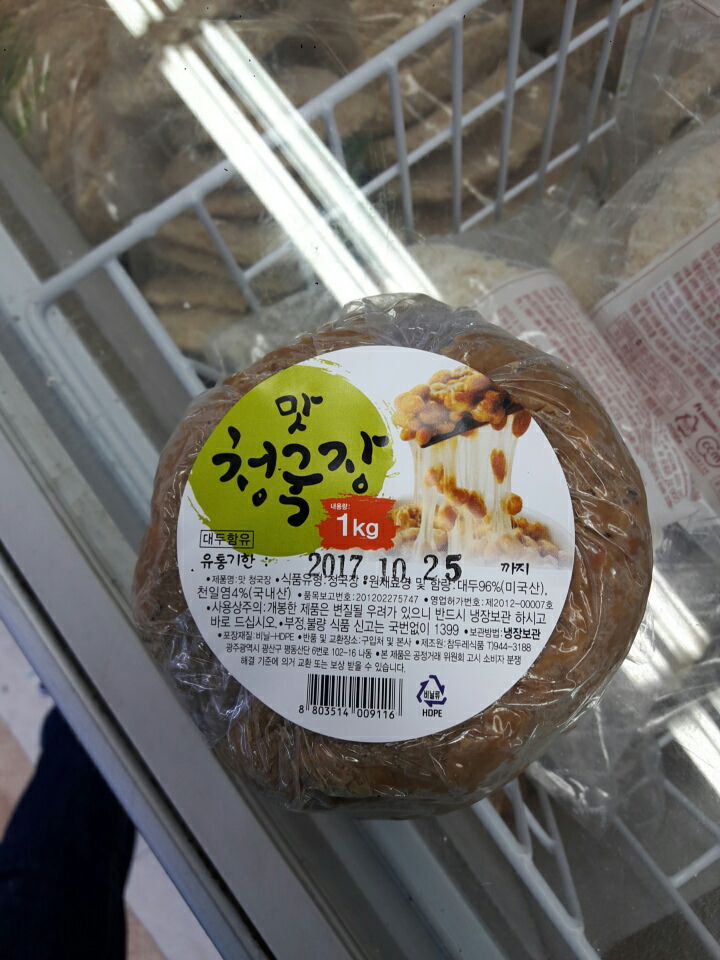 맛
청국장
내용량:
1kg
대두함유
유통기한 : 2017 10 25 까지
•제품명: 맛 청국장 •식품유형: 청국장 •원재료명 및 함량: 대두96%(미국산),
천일염4%(국내산) •품목보고번호: 201202275747 •영업허가번호: 제2012-00007호
•사용상주의: 개봉한 제품은 변질될 우려가 있으니 반드시 냉장보관 하시고
바로 드십시오. •부정,불량 식품 신고는 국번없이 1399 •보관방법: 냉장보관
•포장재질: 비닐-HDPE •반품 및 교환장소: 구입처 및 본사 •제조원: 참두레식품 T)944-3188
광주광역시 광산구 평동산단 6번로 102-16 나동 •본 제품은 공정거래 위원회 고시 소비자 분쟁
해결 기준에 의거 교환 또는 보상 받을 수 있습니다.
8 803514 009116
비닐류
HDPE